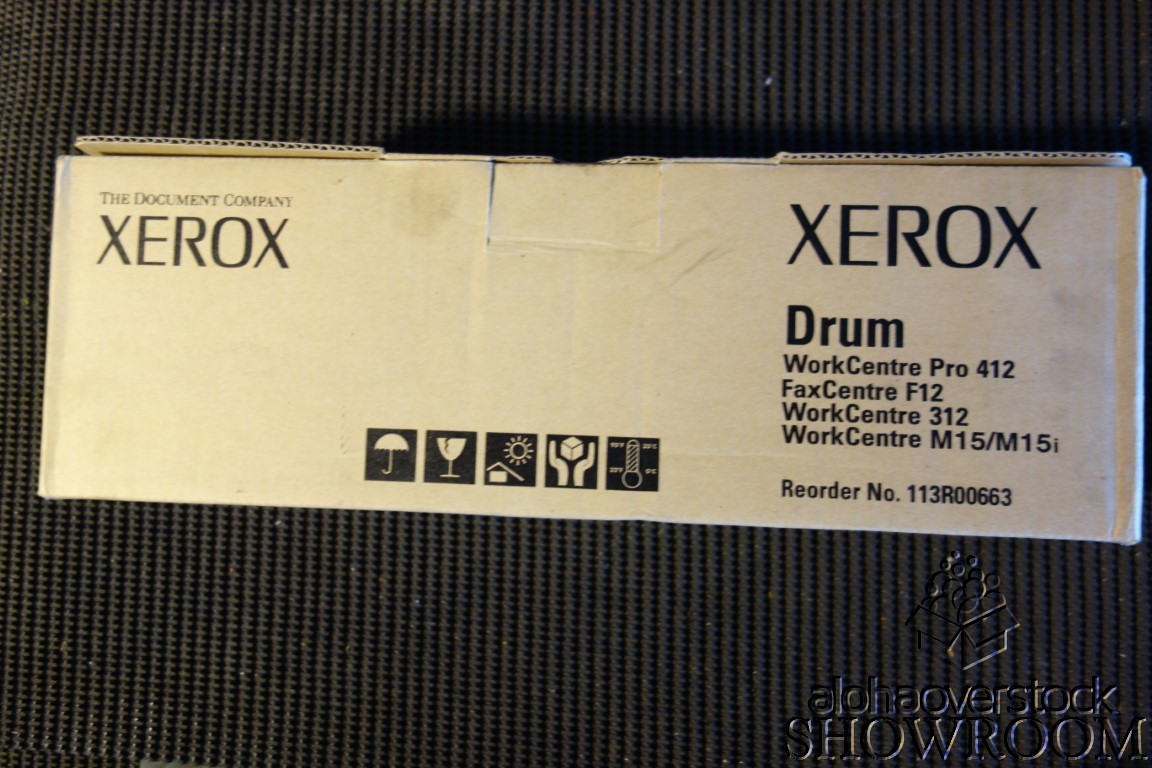 THE DOCUMENT COMPANY
XEROX
XEROX
Drum
WorkCentre Pro 412
FaxCentre F12
WorkCentre 312
WorkCentre M15/M15i
Reorder No. 113R00663
alphaoverstock
SHOWROOM